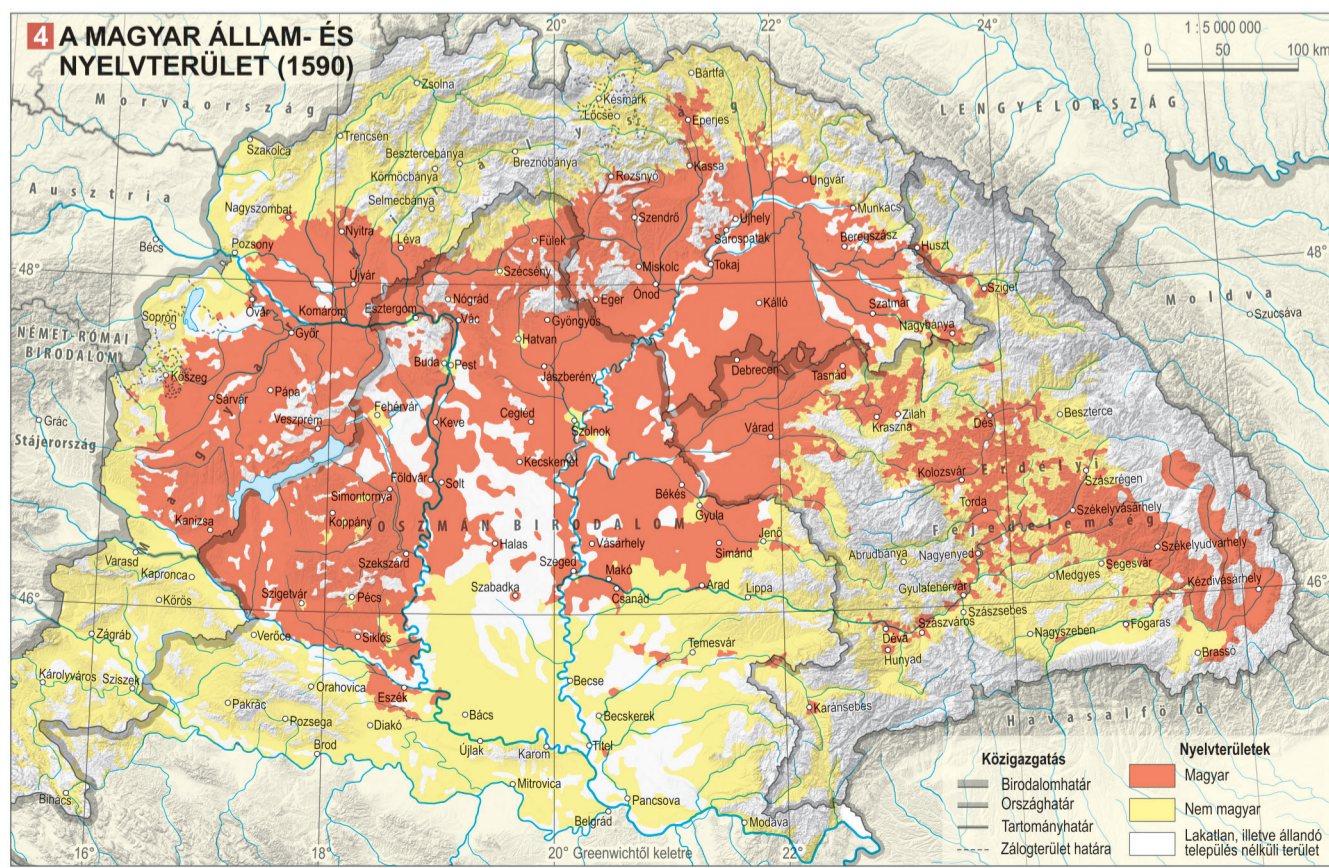 4 A MAGYAR ÁLLAM- ÉS
NYELVTERÜLET (1590)
20°
22°
24°
1 : 5 000 000
0 50 100 km
Morvaország
LENGYELORSZÁG
Ausztria
NÉMET-RÓMAI
BIRODALOM
Stájerország
Moldva
Havasalföld
Magyar Királyság
OSZMÁN BIRODALOM
Erdélyi
Fejedelemség
Bártfa
Zsolna
Késmárk
Lőcse
Eperjes
Trencsén
Szakolca
Besztercebánya
Breznobánya
Körmöcbánya
Selmecbánya
Kassa
Rozsnyó
Ungvár
Munkács
Nagyszombat
Nyitra
Léva
Fülek
Szendrő
Újhely
Sárospatak
Beregszász
Huszt
Bécs
Pozsony
48°
48°
Újvár
Szécsény
Miskolc
Tokaj
Sziget
Óvár
Komárom
Esztergom
Nógrád
Vác
Eger
Ónod
Kálló
Szatmár
Szucsáva
Sopron
Győr
Gyöngyös
Hatvan
Nagybánya
Kőszeg
Buda
Pest
Jászberény
Debrecen
Tasnád
Sárvár
Pápa
Veszprém
Fehérvár
Keve
Cegléd
Szolnok
Várad
Kraszna
Zilah
Dés
Beszterce
Grác
Kecskemét
Kolozsvár
Szászrégen
Földvár
Solt
Simontornya
Koppány
Békés
Gyula
Torda
Székelyvásárhely
Kanizsa
Halas
Vásárhely
Simánd
Jenő
Abrudbánya
Nagyenyed
Székelyudvarhely
Varasd
Kapronca
Szekszárd
Szeged
Makó
Csanád
Arad
Lippa
Gyulafehérvár
Medgyes
Segesvár
Kézdivásárhely
Körös
Szigetvár
Pécs
Szabadka
46°
46°
Szászsebes
Zágráb
Verőce
Siklós
Déva
Szászváros
Hunyad
Nagyszeben
Fogaras
Brassó
Temesvár
Károlyváros
Sziszek
Orahovica
Eszék
Becse
Pakrác
Pozsega
Diakó
Bács
Becskerek
Karánsebes
Brod
Újlak
Karom
Titel
Mitrovica
Pancsova
Bihács
Belgrád
Modava
16°
18°
20° Greenwichtől keletre
22°
Közigazgatás
Birodalomhatár
Országhatár
Tartományhatár
Zálogterület határa
Nyelvterületek
Magyar
Nem magyar
Lakatlan, illetve állandó
település nélküli terület